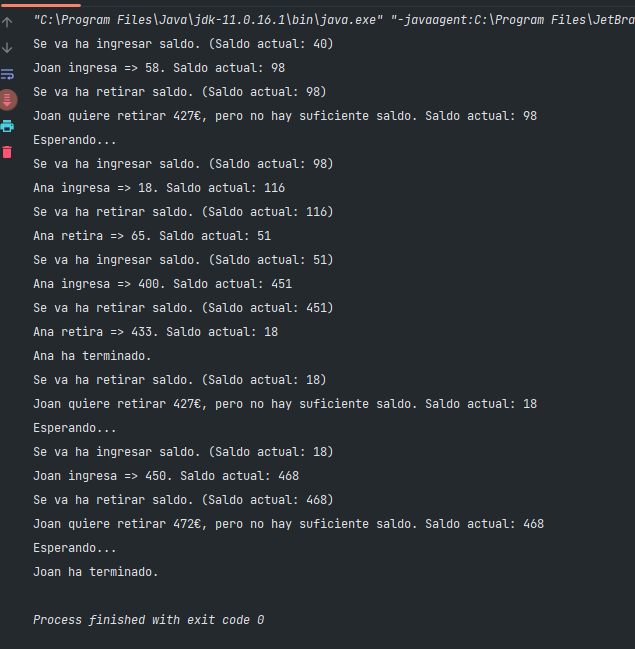 "C:\Program Files\Java\jdk-11.0.16.1\bin\java.exe" "-javaagent:C:\Program Files\JetBra
Se va ha ingresar saldo. (Saldo actual: 40)
Joan ingresa => 58. Saldo actual: 98
Se va ha retirar saldo. (Saldo actual: 98)
Joan quiere retirar 427€, pero no hay suficiente saldo. Saldo actual: 98
Esperando...
Se va ha ingresar saldo. (Saldo actual: 98)
Ana ingresa => 18. Saldo actual: 116
Se va ha retirar saldo. (Saldo actual: 116)
Ana retira => 65. Saldo actual: 51
Se va ha ingresar saldo. (Saldo actual: 51)
Ana ingresa => 400. Saldo actual: 451
Se va ha retirar saldo. (Saldo actual: 451)
Ana retira => 433. Saldo actual: 18
Ana ha terminado.
Se va ha retirar saldo. (Saldo actual: 18)
Joan quiere retirar 427€, pero no hay suficiente saldo. Saldo actual: 18
Esperando...
Se va ha ingresar saldo. (Saldo actual: 18)
Joan ingresa => 450. Saldo actual: 468
Se va ha retirar saldo. (Saldo actual: 468)
Joan quiere retirar 472€, pero no hay suficiente saldo. Saldo actual: 468
Esperando...
Joan ha terminado.
Process finished with exit code 0